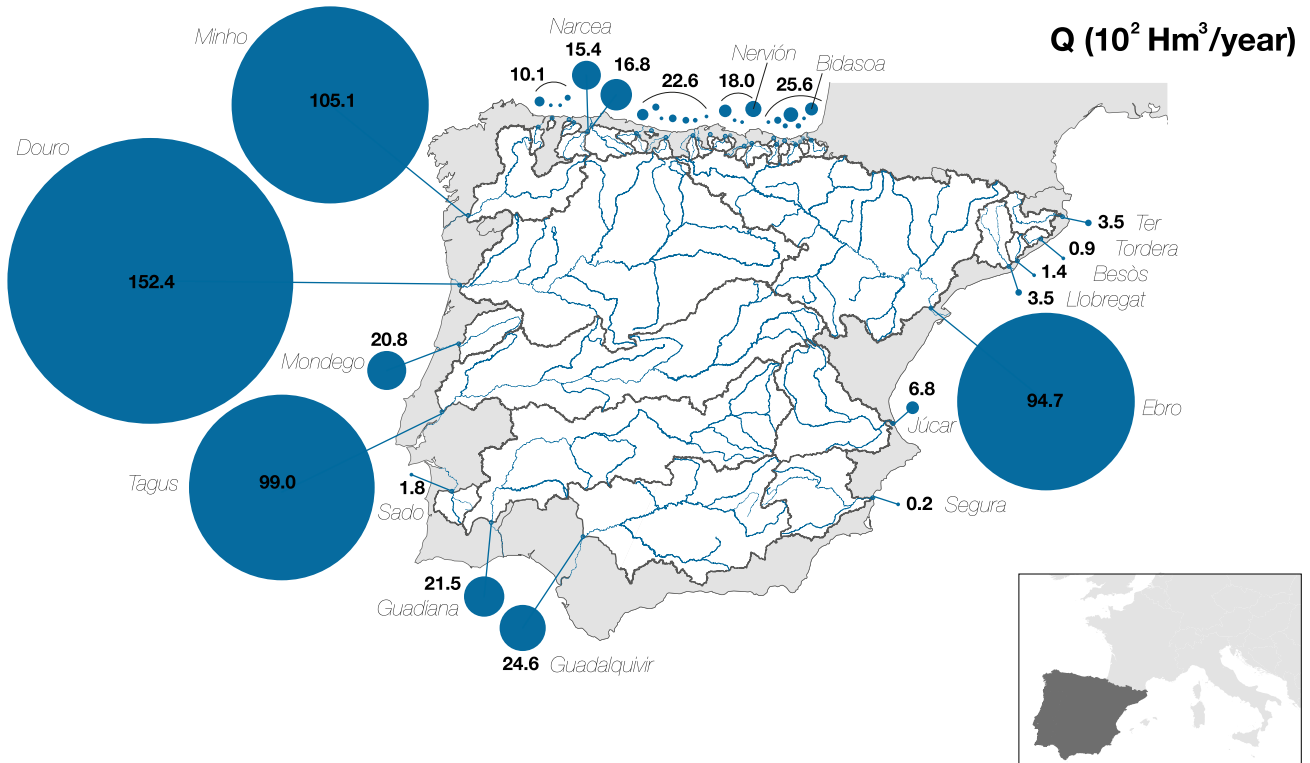 Q (10² Hm³/year)
Narcea
15.4
16.8
10.1
22.6
18.0
Nervión
25.6
Bidasoa
Minho
105.1
Douro
152.4
3.5 Ter
Tordera
0.9
Besòs
1.4
3.5 Llobregat
20.8
Mondego
6.8
Júcar
94.7
Ebro
Tagus
99.0
1.8
Sado
0.2 Segura
21.5
Guadiana
24.6 Guadalquivir